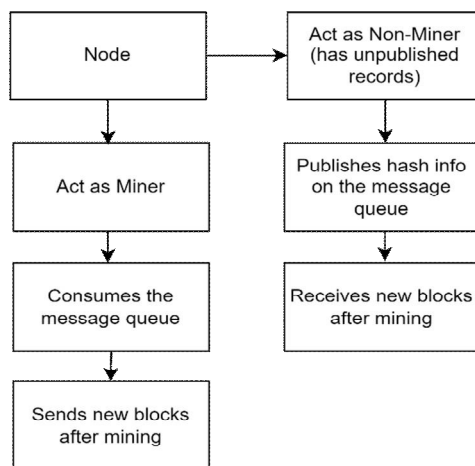 Node
Act as Non-Miner
(has unpublished
records)
Act as Miner
Publishes hash info
on the message
queue
Consumes the
message queue
Receives new blocks
after mining
Sends new blocks
after mining